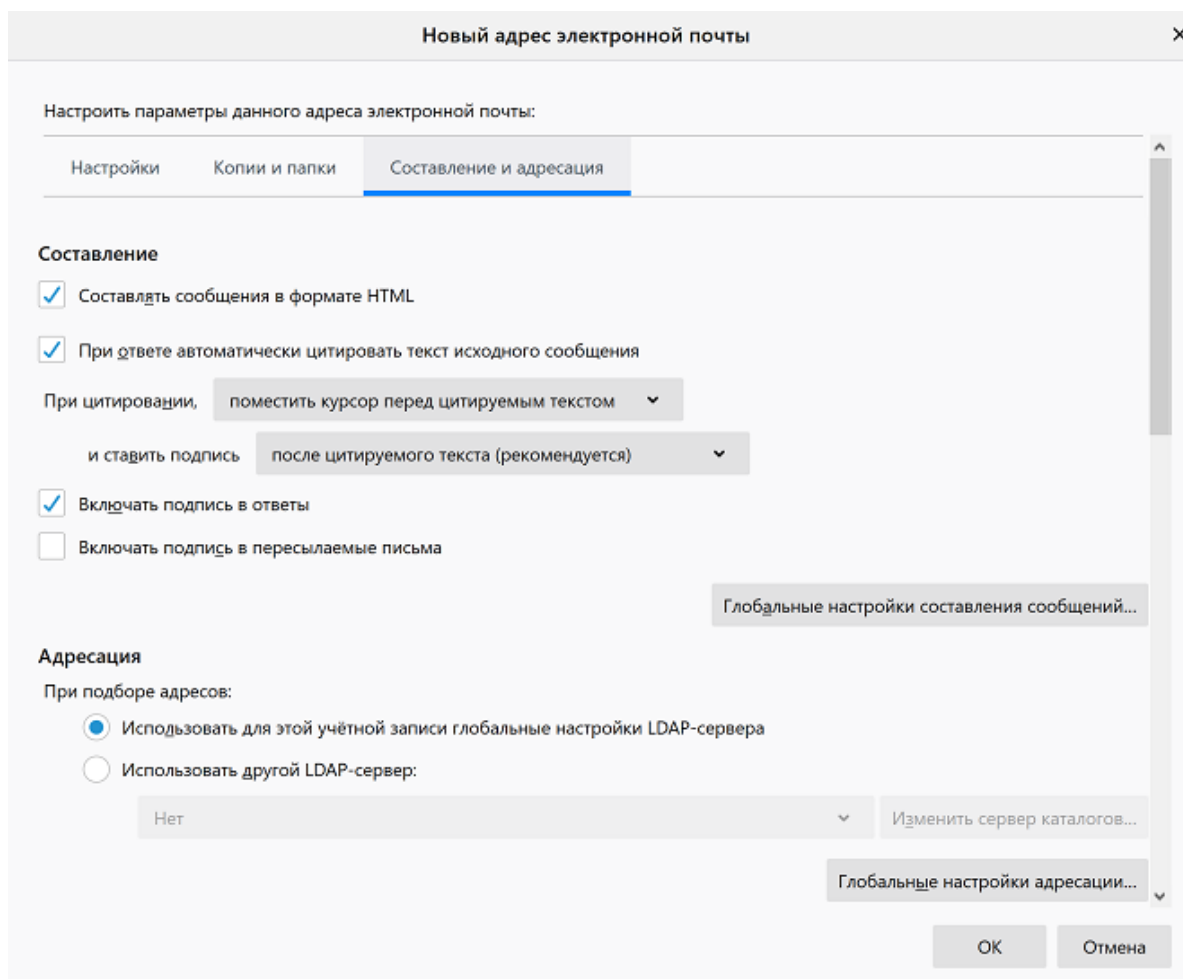 Новый адрес электронной почты
Настроить параметры данного адреса электронной почты:
Настройки Копии и папки Составление и адресация
Составление
Составлять сообщения в формате HTML
При ответе автоматически цитировать текст исходного сообщения
При цитировании, поместить курсор перед цитируемым текстом
и ставить подпись после цитируемого текста (рекомендуется)
Включать подпись в ответы
Включать подпись в пересылаемые письма
Глобальные настройки составления сообщений...
Адресация
При подборе адресов:
Использовать для этой учётной записи глобальные настройки LDAP-сервера
Использовать другой LDAP-сервер:
Нет Изменить сервер каталогов...
Глобальные настройки адресации...
ОК Отмена